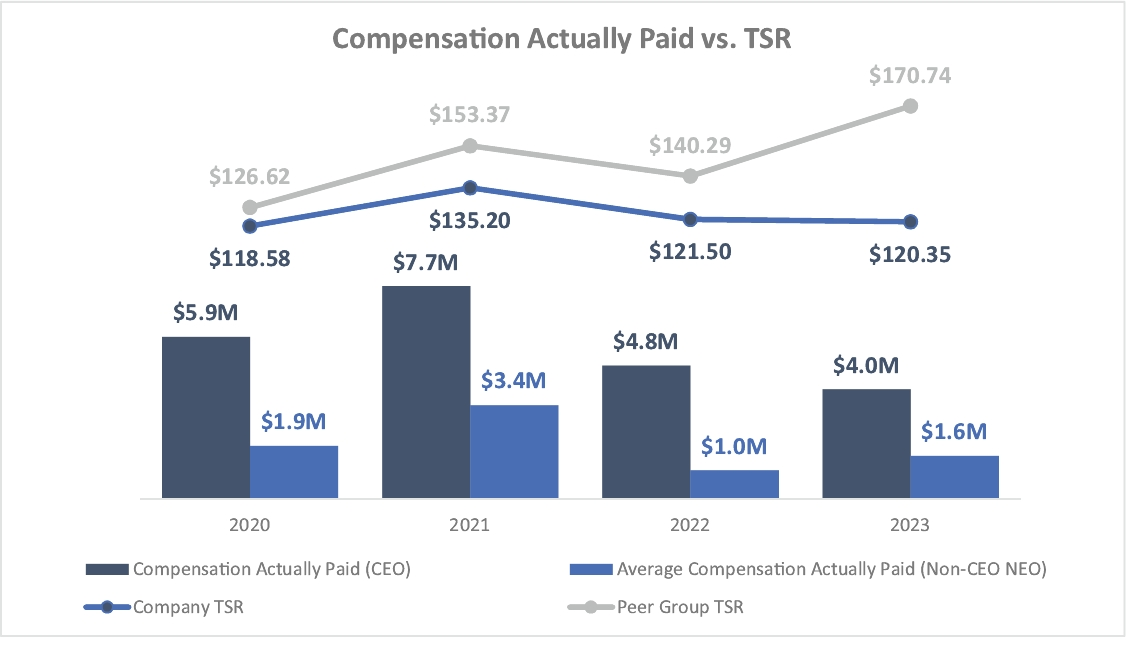 Compensation Actually Paid vs. TSR
$170.74
$153.37
$140.29
$126.62
$135.20
$118.58
$121.50
$120.35
$7.7M
$5.9M
$4.8M
$4.0M
$3.4M
$1.9M
$1.0M
$1.6M
2020 2021 2022 2023
Compensation Actually Paid (CEO) Average Compensation Actually Paid (Non-CEO NEO)
Company TSR Peer Group TSR